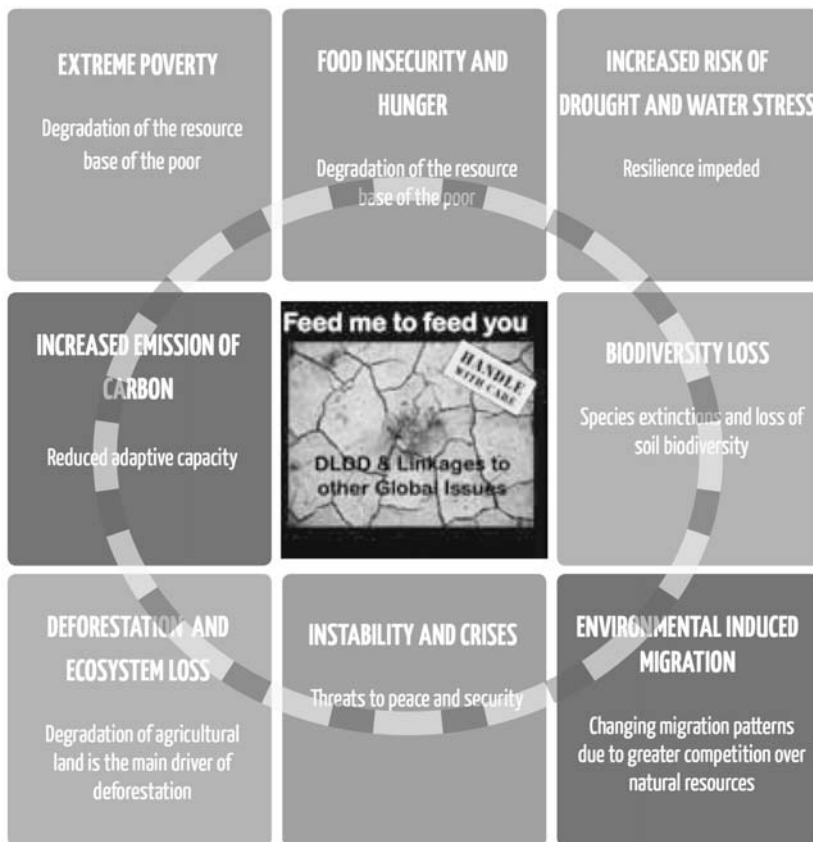 EXTREME POVERTY
Degradation of the resource
base of the poor
FOOD INSECURITY AND
HUNGER
Degradation of the resource
base of the poor
INCREASED RISK OF
DROUGHT AND WATER STRESS
Resilience impeded
INCREASED EMISSION OF
CARBON
Reduced adaptive capacity
Feed me to feed you
HANDLE
WITH CARE
DLDD & Linkages to
other Global Issues
BIODIVERSITY LOSS
Species extinctions and loss of
soil biodiversity
DEFORESTATION AND
ECOSYSTEM LOSS
Degradation of agricultural
land is the main driver of
deforestation
INSTABILITY AND CRISES
Threats to peace and security
ENVIRONMENTAL INDUCED
MIGRATION
Changing migration patterns
due to greater competition over
natural resources